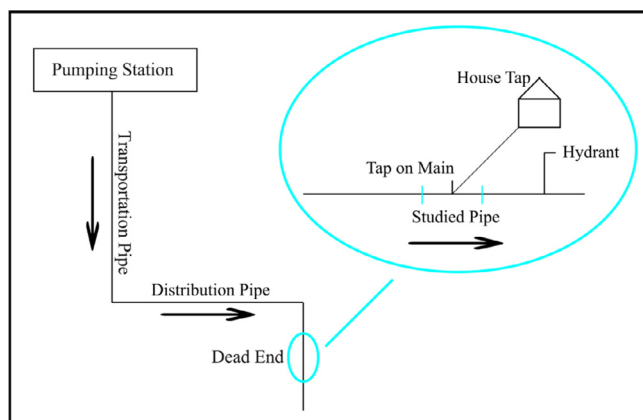 Pumping Station
Transportation Pipe
Distribution Pipe
Dead End
House Tap
Hydrant
Tap on Main
Studied Pipe